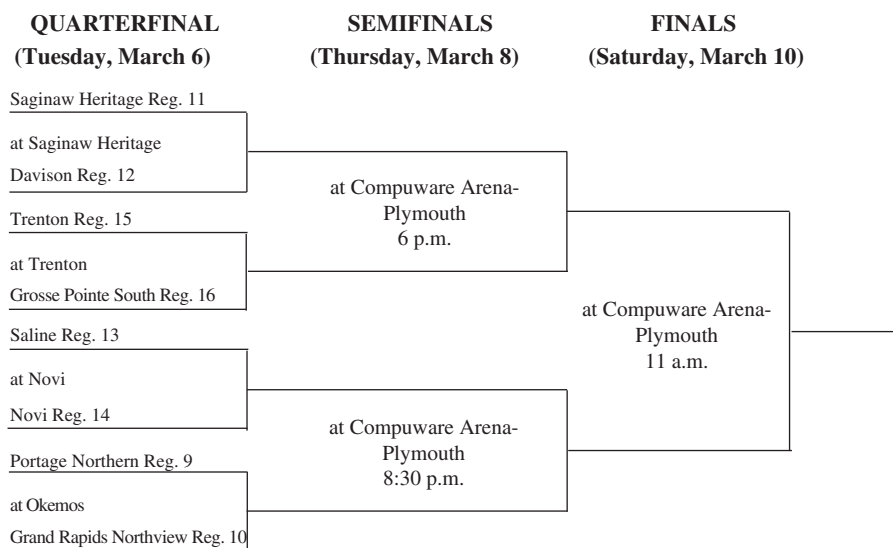 QUARTERFINAL
(Tuesday, March 6)
SEMIFINALS
(Thursday, March 8)
FINALS
(Saturday, March 10)
Saginaw Heritage Reg. 11
at Saginaw Heritage
Davison Reg. 12
Trenton Reg. 15
at Trenton
Grosse Pointe South Reg. 16
Saline Reg. 13
at Novi
Novi Reg. 14
Portage Northern Reg. 9
at Okemos
Grand Rapids Northview Reg. 10
at Compuware Arena-
Plymouth
6 p.m.
at Compuware Arena-
Plymouth
8:30 p.m.
at Compuware Arena-
Plymouth
11 a.m.